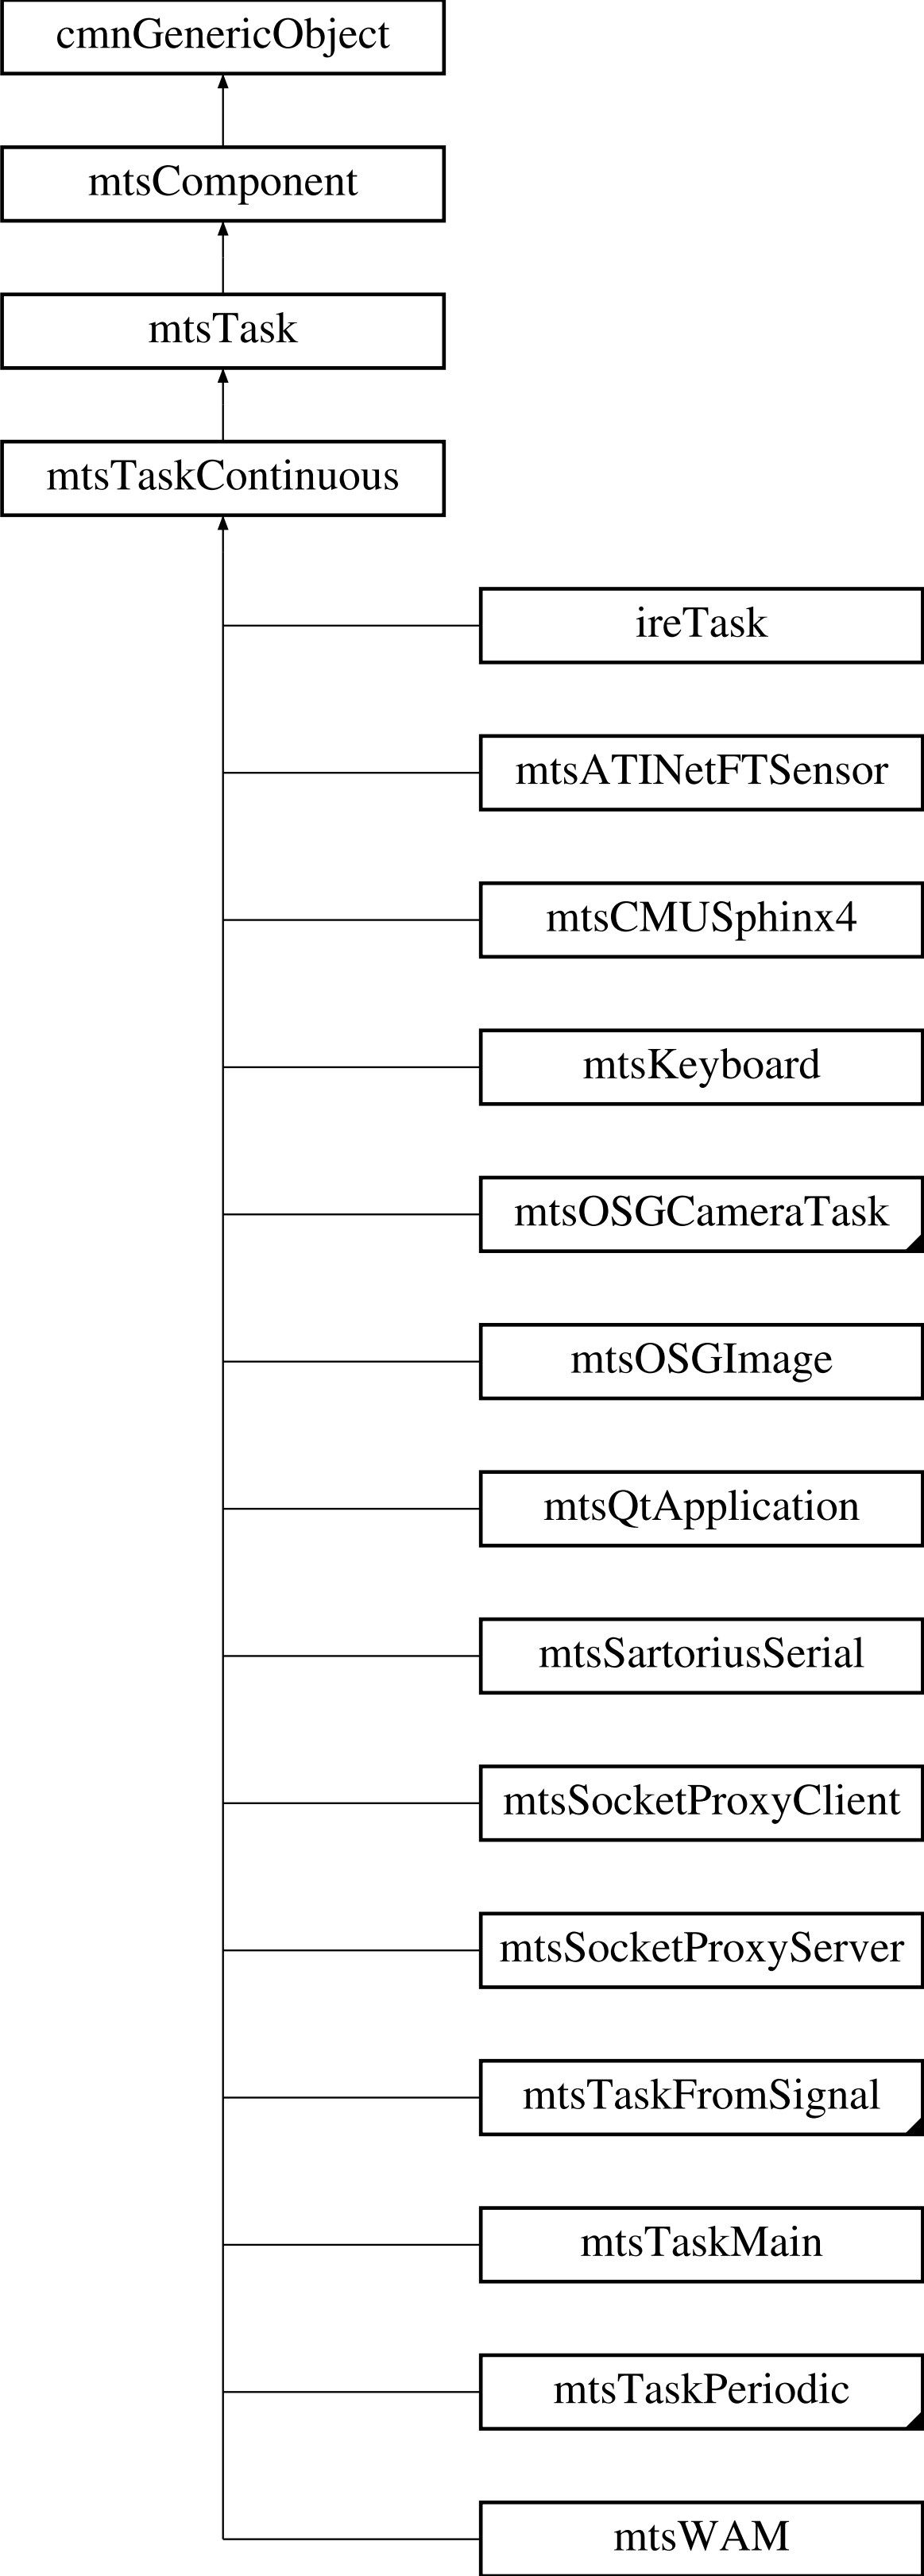 cmnGenericObject
mtsComponent
mtsTask
mtsTaskContinuous
ireTask
mtsATINetFTSensor
mtsCMUSphinx4
mtsKeyboard
mtsOSGCameraTask
mtsOSGImage
mtsQtApplication
mtsSartoriusSerial
mtsSocketProxyClient
mtsSocketProxyServer
mtsTaskFromSignal
mtsTaskMain
mtsTaskPeriodic
mtsWAM